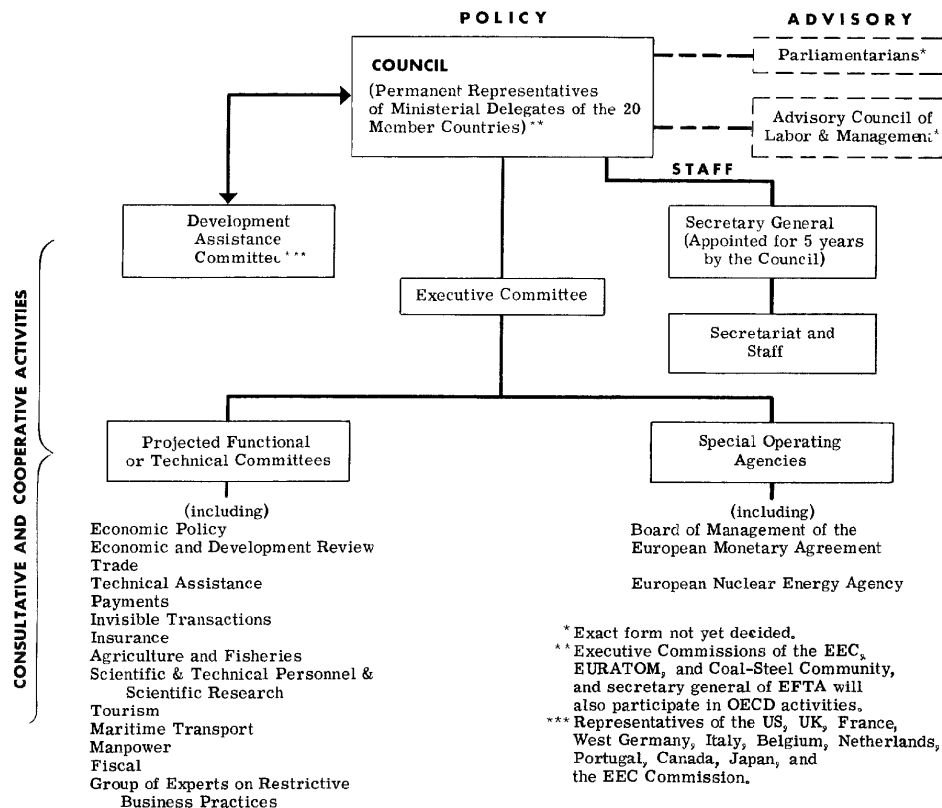 POLICY
ADVISORY
COUNCIL
(Permanent Representatives
of Ministerial Delegates of the 20
Member Countries)**
Parliamentarians*
Advisory Council of
Labor & Management*
STAFF
Development
Assistance
Committee***
Secretary General
(Appointed for 5 years
by the Council)
Executive Committee
Secretariat and
Staff
CONSULTATIVE AND COOPERATIVE ACTIVITIES
Projected Functional
or Technical Committees
Special Operating
Agencies
(including)
Economic Policy
Economic and Development Review
Trade
Technical Assistance
Payments
Invisible Transactions
Insurance
Agriculture and Fisheries
Scientific & Technical Personnel &
Scientific Research
Tourism
Maritime Transport
Manpower
Fiscal
Group of Experts on Restrictive
Business Practices
(including)
Board of Management of the
European Monetary Agreement
European Nuclear Energy Agency
*Exact form not yet decided.
**Executive Commissions of the EEC,
EURATOM, and Coal-Steel Community,
and secretary general of EFTA will
also participate in OECD activities.
***Representatives of the US, UK, France,
West Germany, Italy, Belgium, Netherlands,
Portugal, Canada, Japan, and
the EEC Commission.